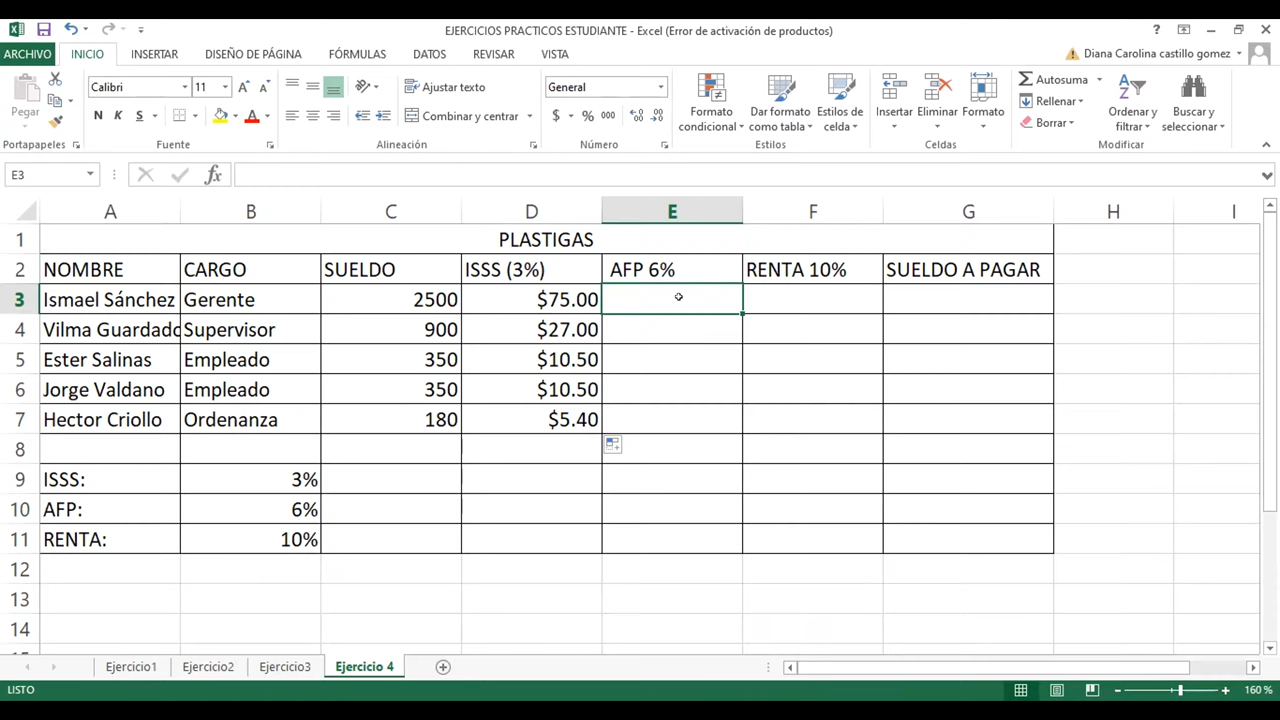 EJERCICIOS PRACTICOS ESTUDIANTE - Excel (Error de activación de productos)
ARCHIVO INICIO INSERTAR DISEÑO DE PÁGINA FÓRMULAS DATOS REVISAR VISTA Diana Carolina castillo gomez
Pegar
Calibri 11
N K S
Ajustar texto
Combinar y centrar
General
$ % 000
Formato condicional
Dar formato como tabla
Estilos de celda
Insertar Eliminar Formato
Autosuma
Rellenar
Borrar
Ordenar y filtrar
Buscar y seleccionar
Portapapeles Fuente Alineación Número Estilos Celdas Modificar
E3 fx
A B C D E F G H I
1 PLASTIGAS
2 NOMBRE CARGO SUELDO ISSS (3%) AFP 6% RENTA 10% SUELDO A PAGAR
3 Ismael Sánchez Gerente 2500 $75.00
4 Vilma Guardado Supervisor 900 $27.00
5 Ester Salinas Empleado 350 $10.50
6 Jorge Valdano Empleado 350 $10.50
7 Hector Criollo Ordenanza 180 $5.40
8
9 ISSS: 3%
10 AFP: 6%
11 RENTA: 10%
12
13
14
Ejercicio1 Ejercicio2 Ejercicio3 Ejercicio 4
LISTO 160 %